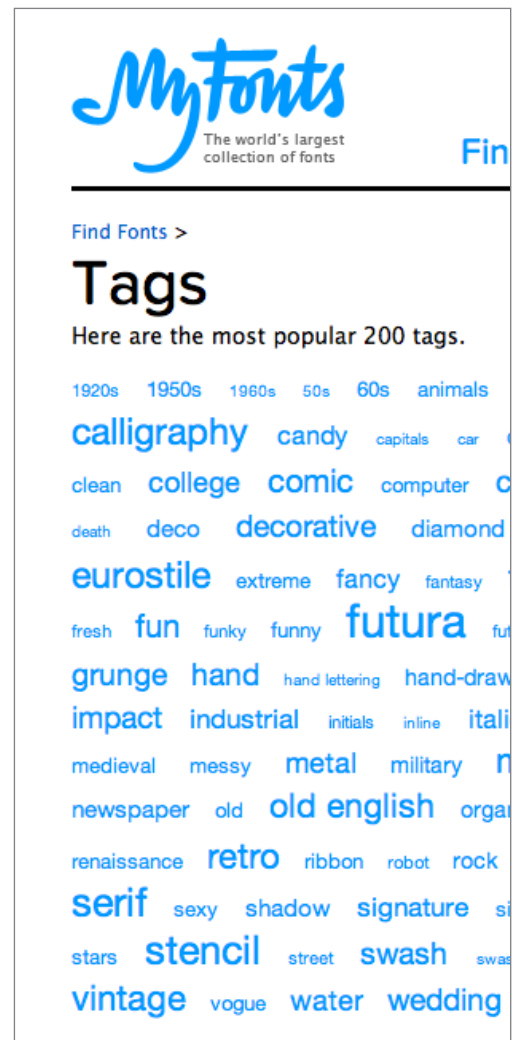 MyFonts
The world's largest
collection of fonts
Fin
Find Fonts >
Tags
Here are the most popular 200 tags.
1920s 1950s 1960s 50s 60s animals
calligraphy candy capitals car
clean college comic computer c
death deco decorative diamond
eurostile extreme fancy fantasy
fresh fun funky funny futura fut
grunge hand hand lettering hand-draw
impact industrial initials inline itali
medieval messy metal military
newspaper old old english organ
renaissance retro ribbon robot rock
serif sexy shadow signature si
stars stencil street swash swas
vintage vogue water wedding